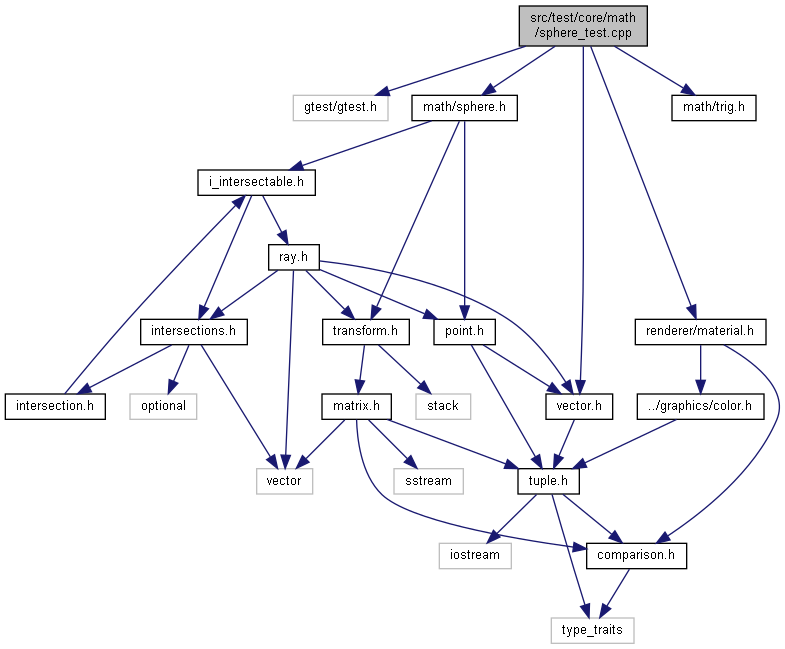 src/test/core/math
/sphere_test.cpp
gtest/gtest.h
math/sphere.h
math/trig.h
i_intersectable.h
ray.h
intersections.h
transform.h
point.h
renderer/material.h
intersection.h
optional
matrix.h
stack
vector.h
../graphics/color.h
vector
sstream
tuple.h
iostream
comparison.h
type_traits